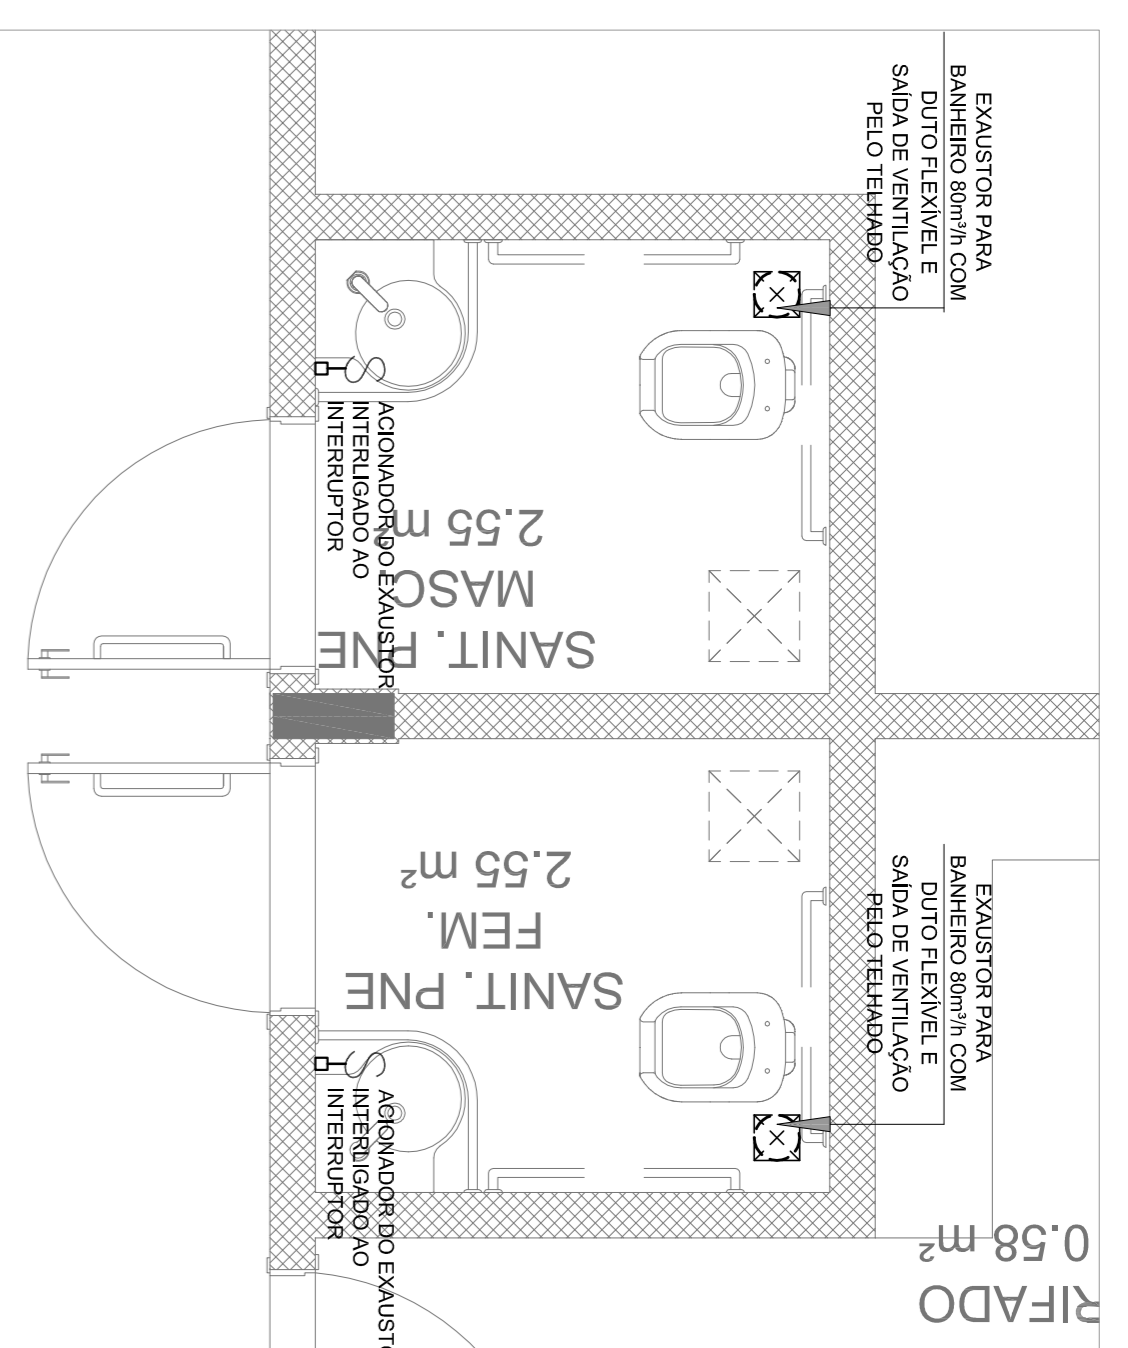 EXAUSTOR PARA
BANHEIRO 80m³/h COM
DUTO FLEXÍVEL E
SAÍDA DE VENTILAÇÃO
PELO TELHADO
ACIONADOR DO EXAUSTOR
INTERLIGADO AO
INTERRUPTOR
SANIT. PNE
MASC.
2.55 m²
SANIT. PNE
FEM.
2.55 m²
EXAUSTOR PARA
BANHEIRO 80m³/h COM
DUTO FLEXÍVEL E
SAÍDA DE VENTILAÇÃO
PELO TELHADO
ACIONADOR DO EXAUSTO
INTERLIGADO AO
INTERRUPTOR
RIFADO
0.58 m²